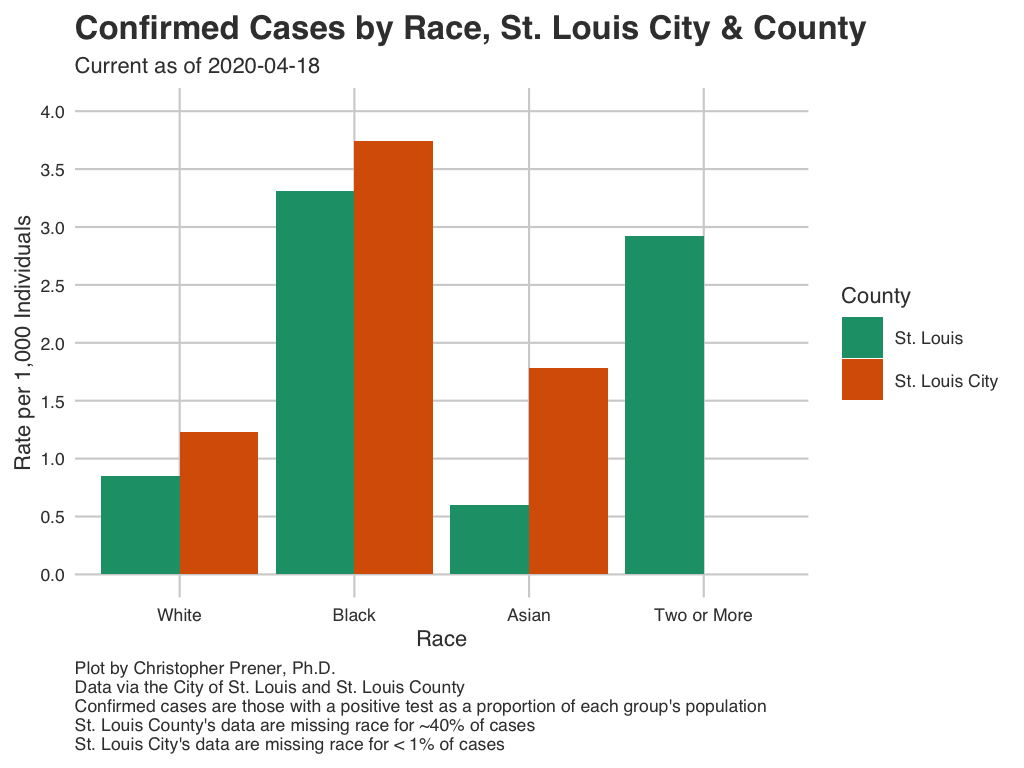 Confirmed Cases by Race, St. Louis City & County
Current as of 2020-04-18
4.0
3.5
3.0
2.5
2.0
1.5
1.0
0.5
0.0
Rate per 1,000 Individuals
White
Black
Asian
Two or More
Race
County
St. Louis
St. Louis City
Plot by Christopher Prener, Ph.D.
Data via the City of St. Louis and St. Louis County
Confirmed cases are those with a positive test as a proportion of each group's population
St. Louis County's data are missing race for ~40% of cases
St. Louis City's data are missing race for < 1% of cases